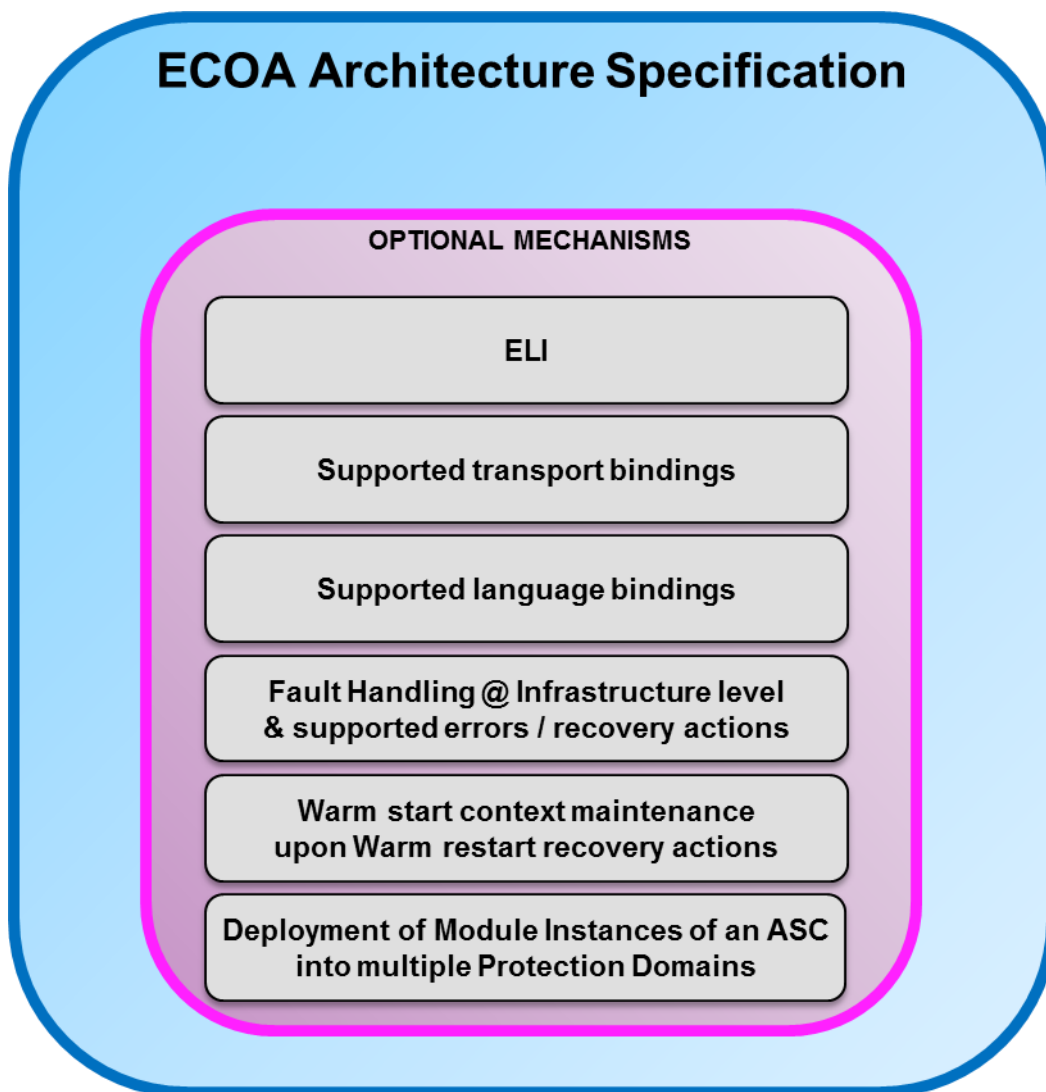 ECOA Architecture Specification
OPTIONAL MECHANISMS
ELI
Supported transport bindings
Supported language bindings
Fault Handling @ Infrastructure level
& supported errors / recovery actions
Warm start context maintenance
upon Warm restart recovery actions
Deployment of Module Instances of an ASC
into multiple Protection Domains